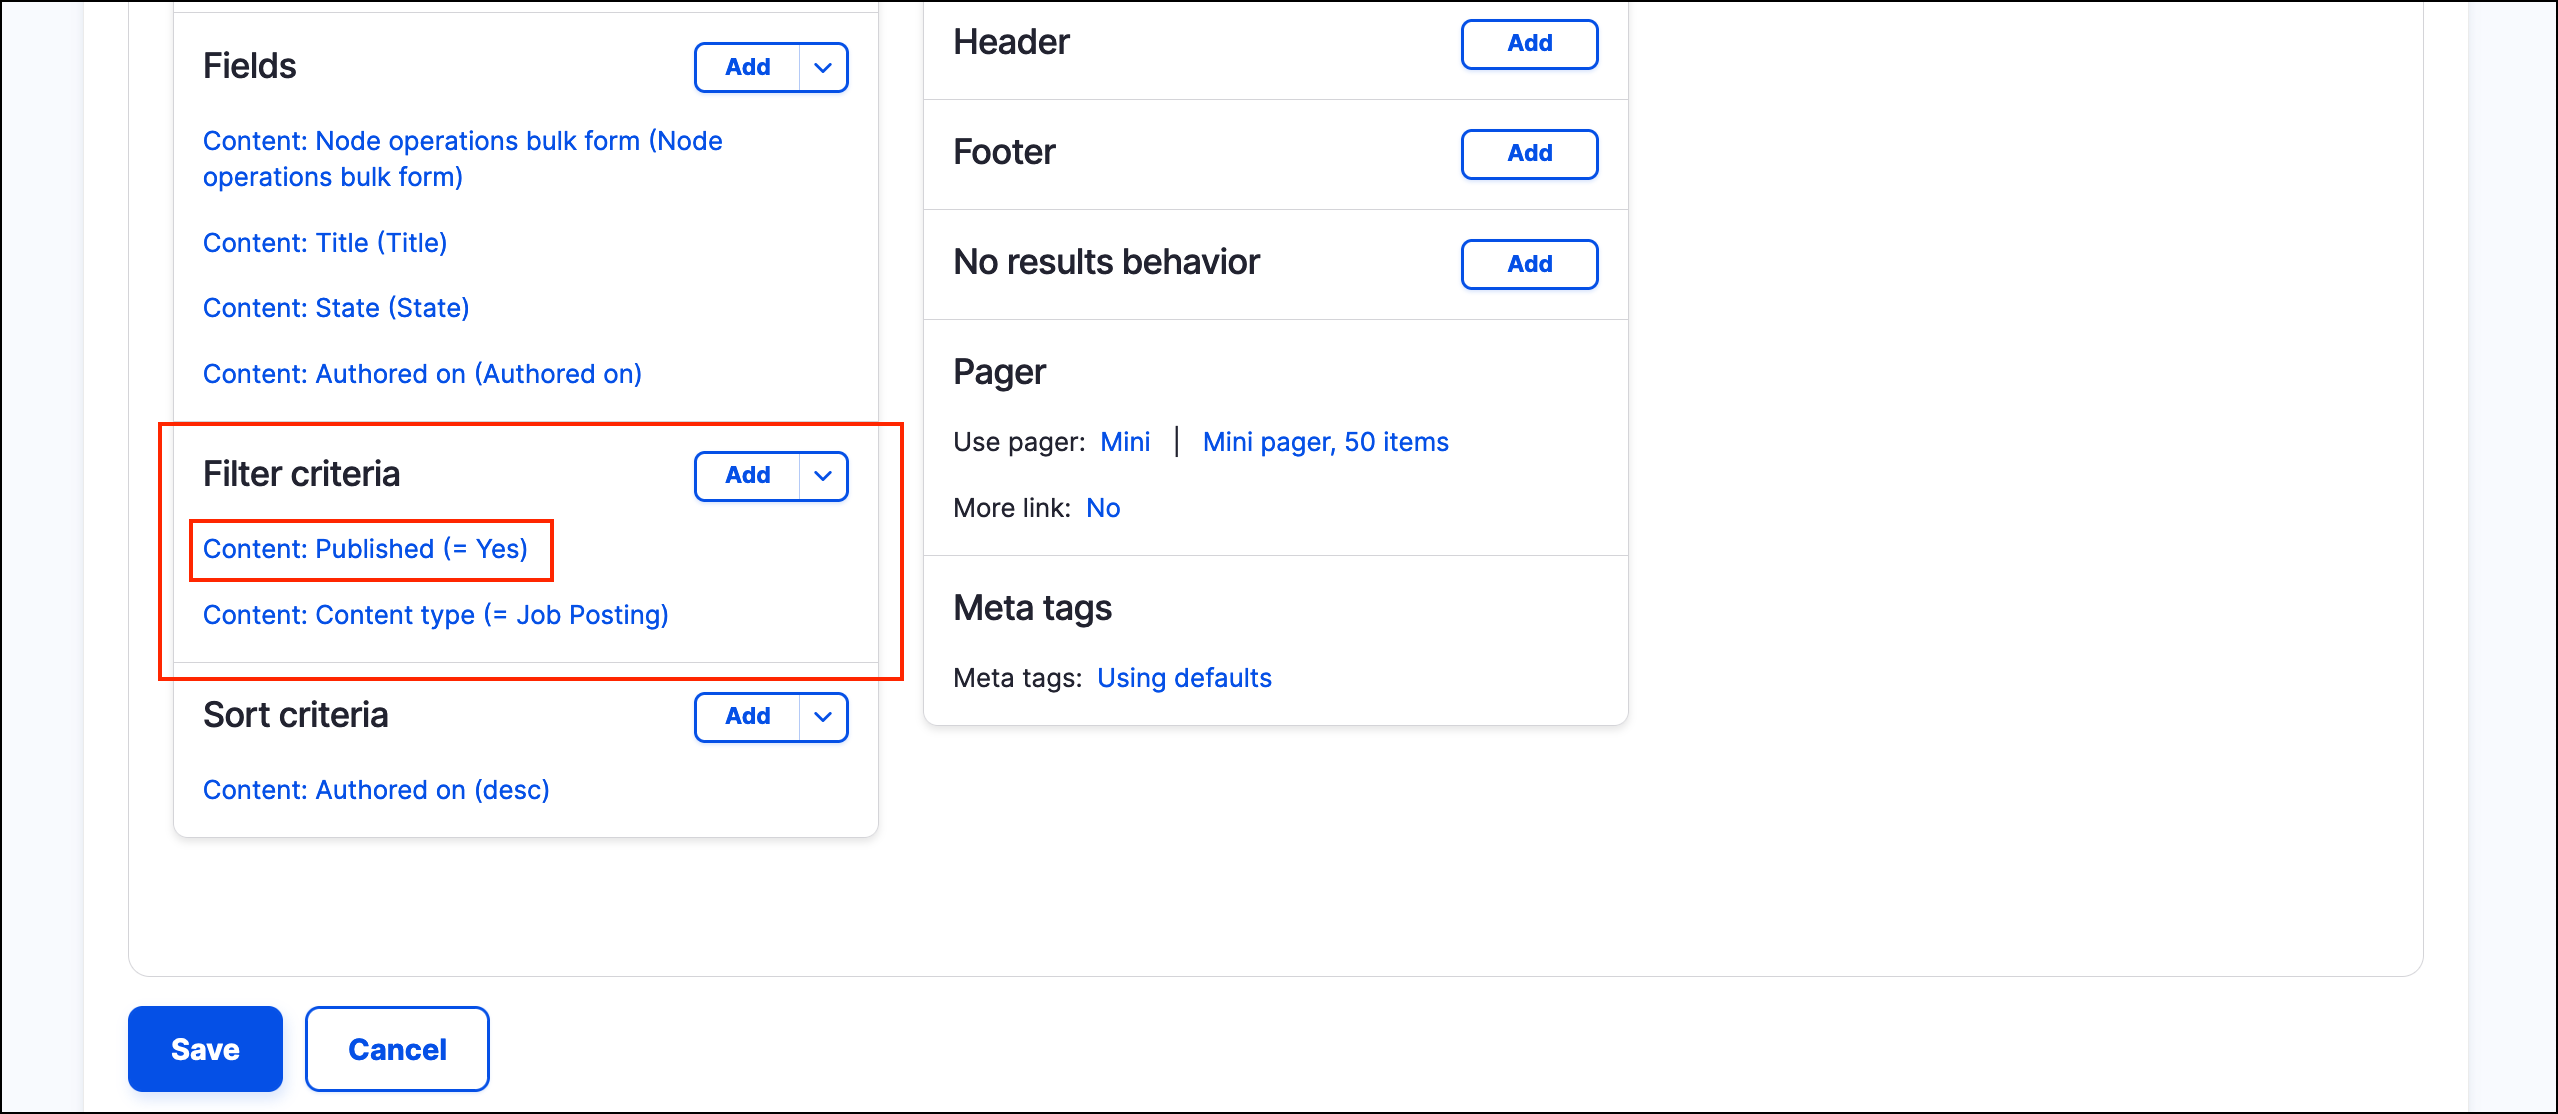 Fields
Add
Content: Node operations bulk form (Node
operations bulk form)
Content: Title (Title)
Content: State (State)
Content: Authored on (Authored on)
Filter criteria
Add
Content: Published (= Yes)
Content: Content type (= Job Posting)
Sort criteria
Add
Content: Authored on (desc)
Header
Add
Footer
Add
No results behavior
Add
Pager
Use pager: Mini | Mini pager, 50 items
More link: No
Meta tags
Meta tags: Using defaults
Save
Cancel